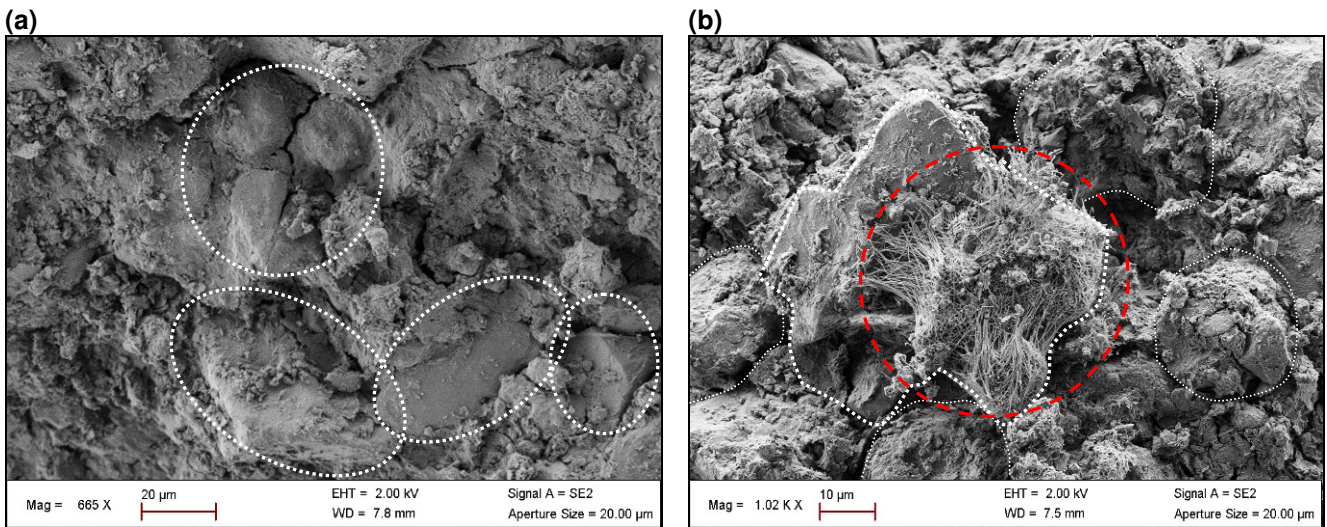 (a)
Mag = 665 X
20 µm
EHT = 2.00 kV
WD = 7.8 mm
Signal A = SE2
Aperture Size = 20.00 µm
(b)
Mag = 1.02 K X
10 µm
EHT = 2.00 kV
WD = 7.5 mm
Signal A = SE2
Aperture Size = 20.00 µm